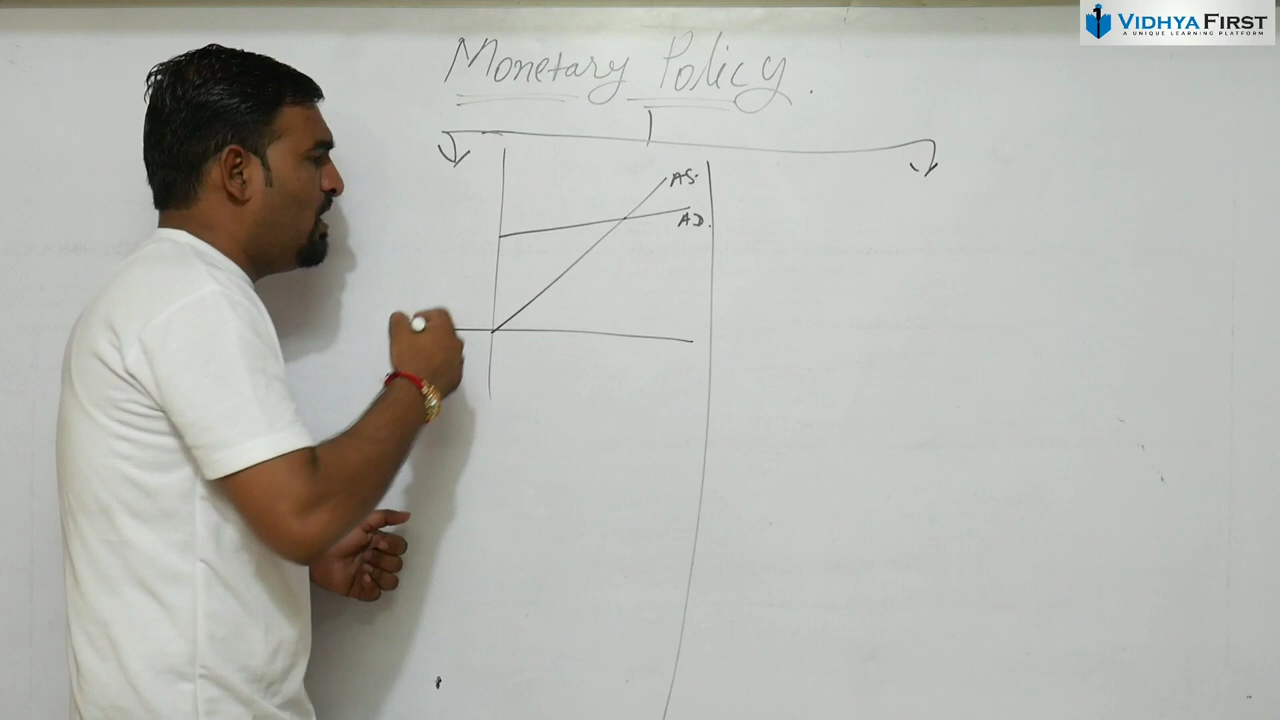 VIDHYA FIRST
A UNIQUE LEARNING PLATFORM
Monetary Policy.
AS.
AD.